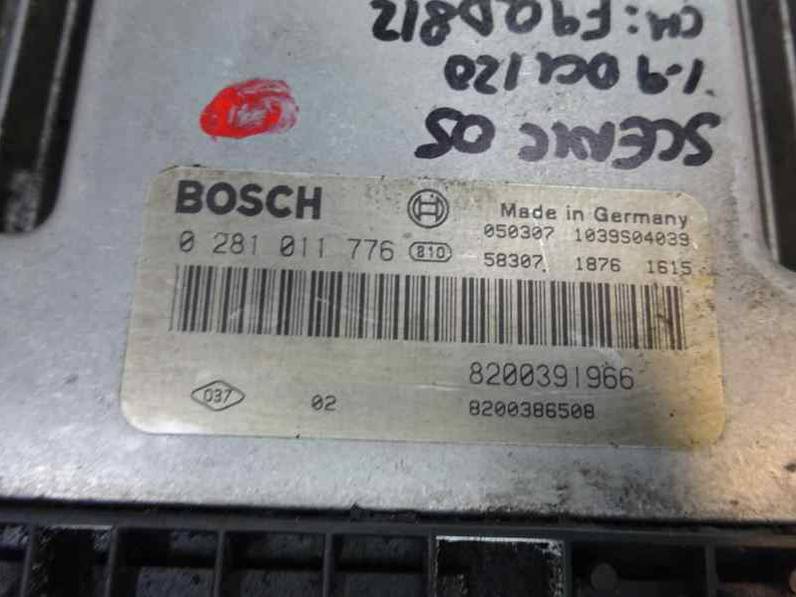 SCENIC 05
1-9 DCI 120
CM: F9QD812
BOSCH
Made in Germany
0 281 011 776 810
050307 1039S04039
58307 1876 1615
8200391966
037 02 8200386508